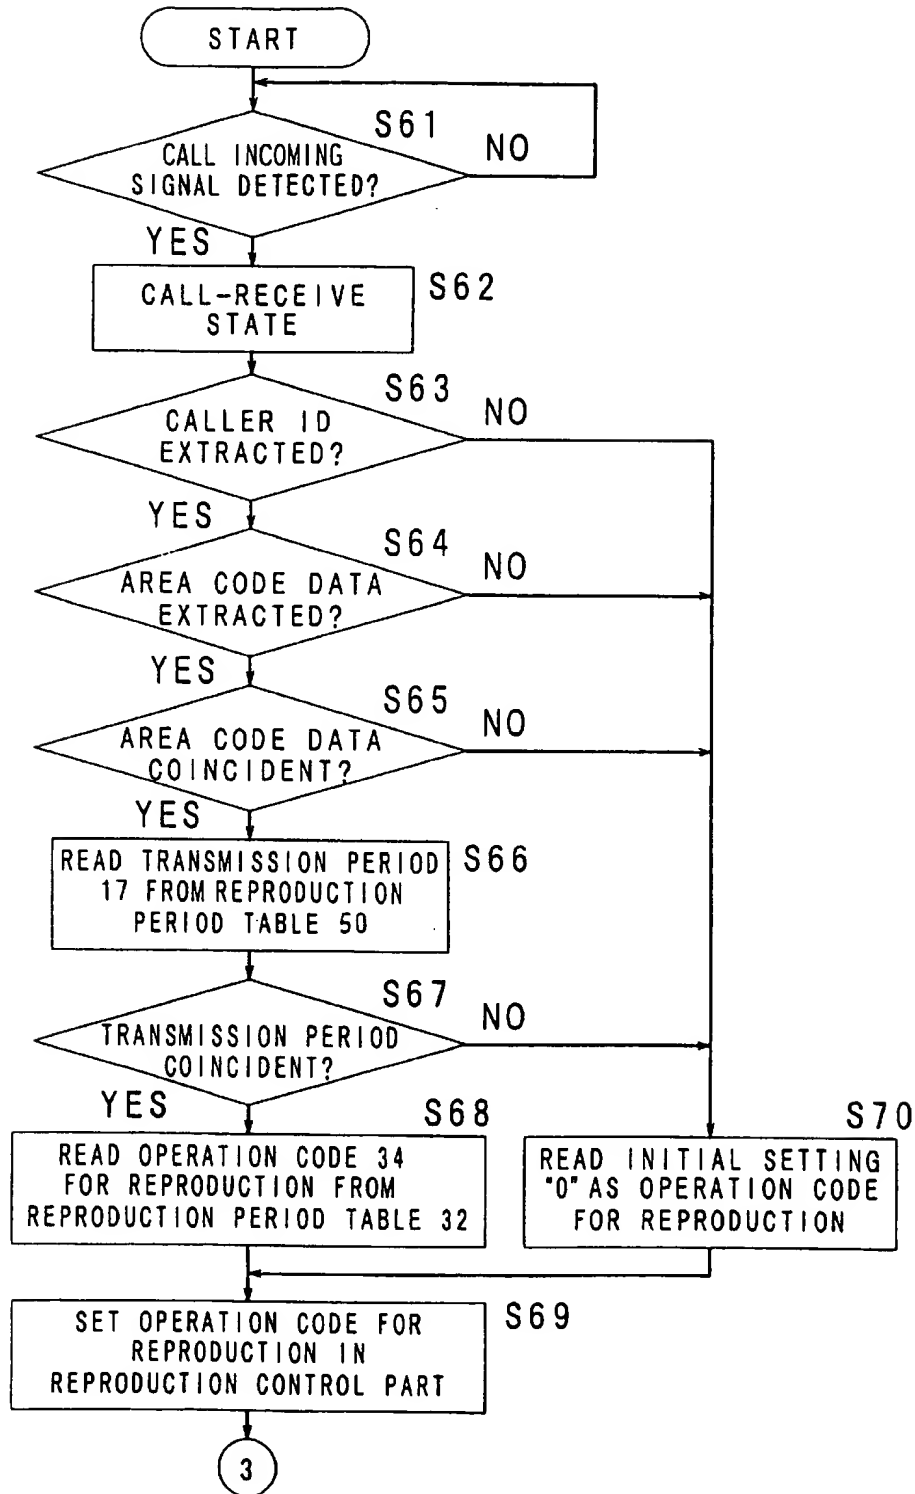 START
S61
CALL INCOMING
SIGNAL DETECTED?
NO
YES
S62
CALL-RECEIVE
STATE
S63
CALLER ID
EXTRACTED?
NO
YES
S64
AREA CODE DATA
EXTRACTED?
NO
YES
S65
AREA CODE DATA
COINCIDENT?
NO
YES
S66
READ TRANSMISSION PERIOD
17 FROM REPRODUCTION
PERIOD TABLE 50
S67
TRANSMISSION PERIOD
COINCIDENT?
NO
YES
S68
READ OPERATION CODE 34
FOR REPRODUCTION FROM
REPRODUCTION PERIOD TABLE 32
S70
READ INITIAL SETTING
"0" AS OPERATION CODE
FOR REPRODUCTION
S69
SET OPERATION CODE FOR
REPRODUCTION IN
REPRODUCTION CONTROL PART
3